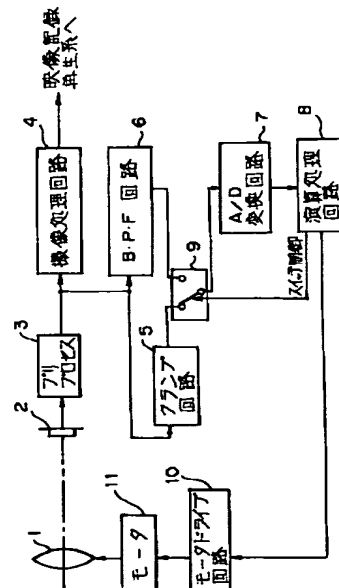 映像記録
再生系へ
4
撮像処理回路
3
プリ
プロセス
2
1
6
B・P・F 回路
5
クランプ
回路
9
7
A/D
変換回路
8
演算処理
回路
スイッチ制御
11
モータ
10
モータドライブ
回路